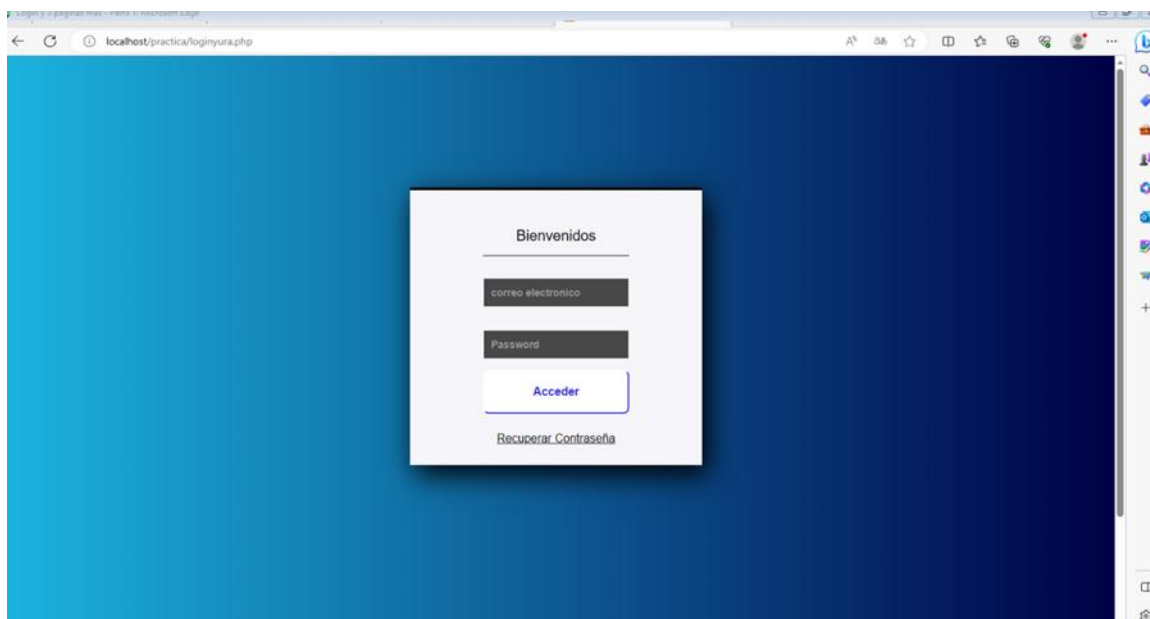 localhost/practica/loginyura.php
Bienvenidos
correo electronico
Password
Acceder
Recuperar Contraseña